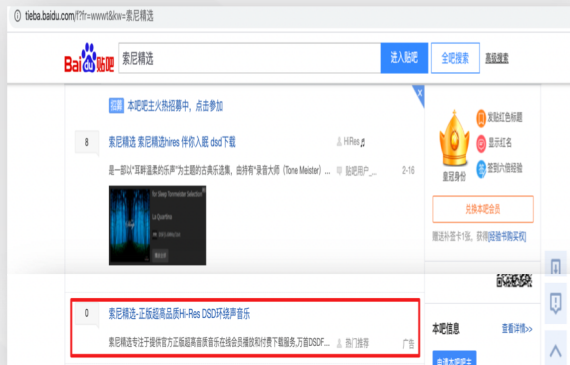 tieba.baidu.com/f?fr=wwwt&kw=索尼精选
Bai du 贴吧
索尼精选
进入贴吧
全吧搜索
高级搜索
招募 本吧吧主火热招募中，点击参加
8
索尼精选 索尼精选hires 伴你入眠 dsd下载
HiRes♬
是一部以"耳畔温柔的乐声"为主题的古典乐选集，由持有"录音大师（Tone Meister）...
贴吧用户_...
2-16
for Sleep Tonmeister Selection
La Quartina
皇冠身份
发贴红色标题
显示红名
签到六倍经验
兑换本吧会员
赠送补签卡1张，获得[经验书购买权]
0
索尼精选-正版超高品质Hi-Res DSD环绕声音乐
索尼精选专注于提供官方正版超高音质音乐在线会员播放和付费下载服务,万首DSDF...
热门推荐
广告
本吧信息
查看详情>>
申请本吧吧主